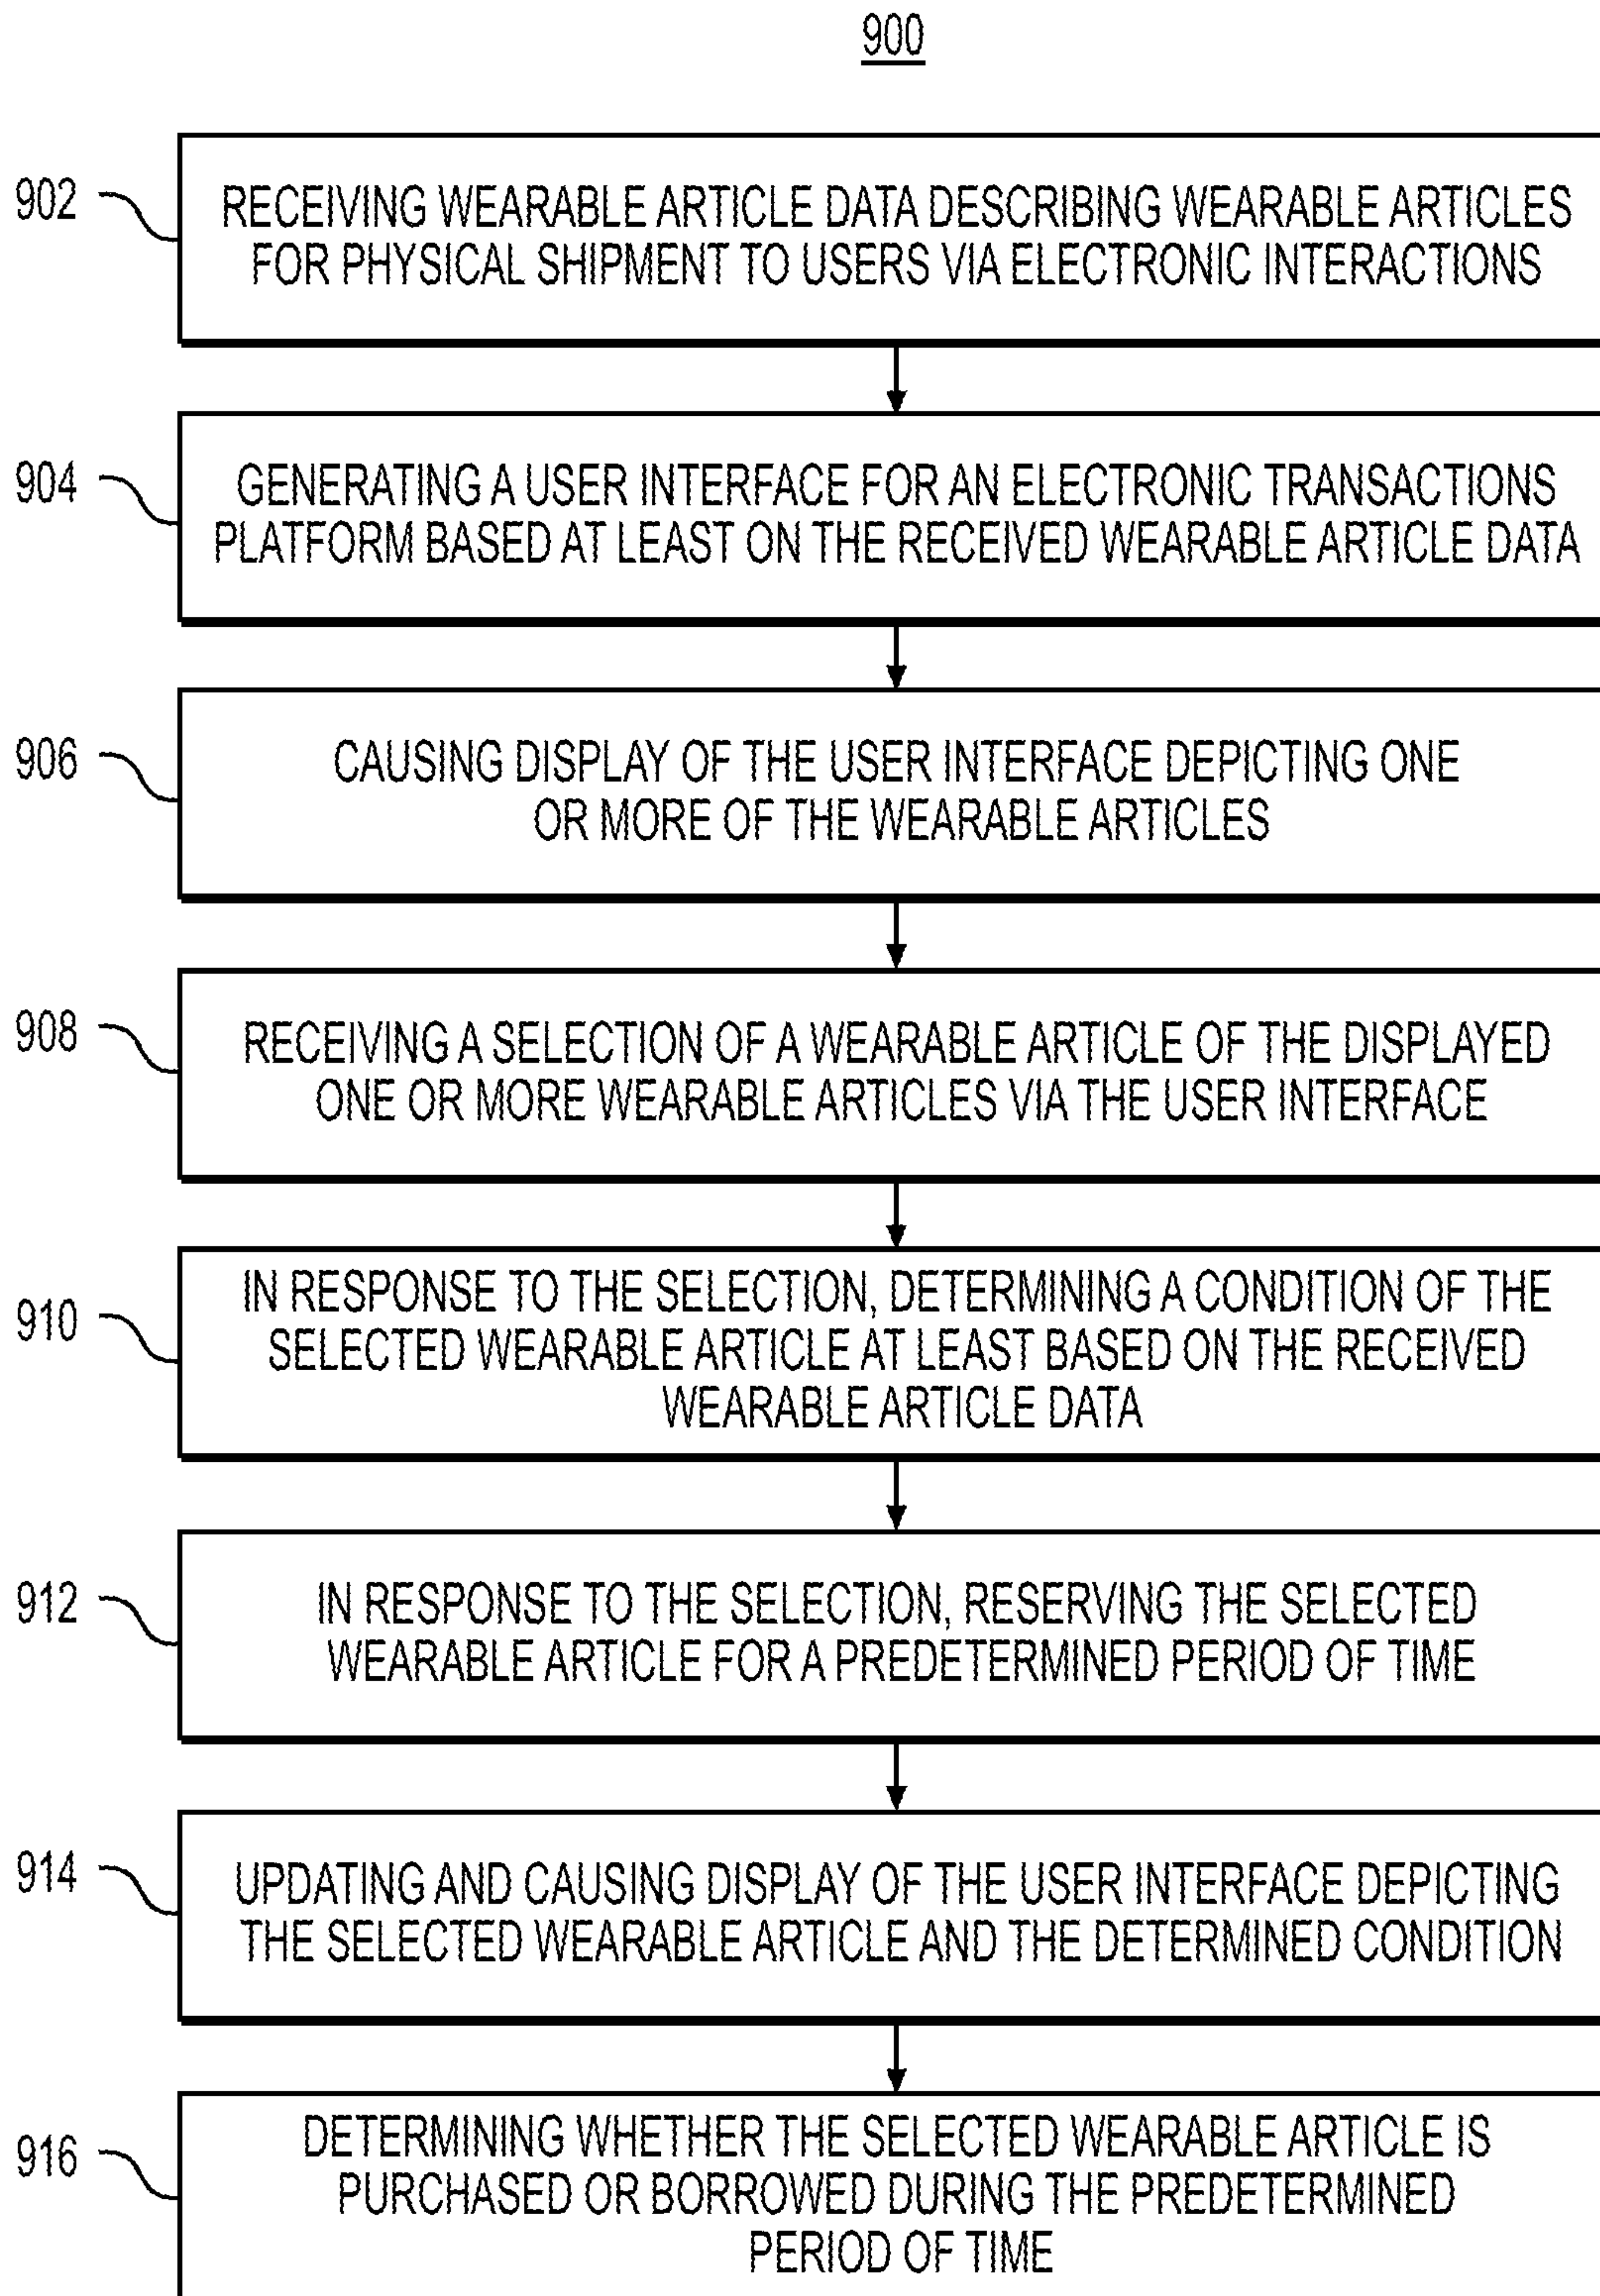 900
902
RECEIVING WEARABLE ARTICLE DATA DESCRIBING WEARABLE ARTICLES
FOR PHYSICAL SHIPMENT TO USERS VIA ELECTRONIC INTERACTIONS
904
GENERATING A USER INTERFACE FOR AN ELECTRONIC TRANSACTIONS
PLATFORM BASED AT LEAST ON THE RECEIVED WEARABLE ARTICLE DATA
906
CAUSING DISPLAY OF THE USER INTERFACE DEPICTING ONE
OR MORE OF THE WEARABLE ARTICLES
908
RECEIVING A SELECTION OF A WEARABLE ARTICLE OF THE DISPLAYED
ONE OR MORE WEARABLE ARTICLES VIA THE USER INTERFACE
910
IN RESPONSE TO THE SELECTION, DETERMINING A CONDITION OF THE
SELECTED WEARABLE ARTICLE AT LEAST BASED ON THE RECEIVED
WEARABLE ARTICLE DATA
912
IN RESPONSE TO THE SELECTION, RESERVING THE SELECTED
WEARABLE ARTICLE FOR A PREDETERMINED PERIOD OF TIME
914
UPDATING AND CAUSING DISPLAY OF THE USER INTERFACE DEPICTING
THE SELECTED WEARABLE ARTICLE AND THE DETERMINED CONDITION
916
DETERMINING WHETHER THE SELECTED WEARABLE ARTICLE IS
PURCHASED OR BORROWED DURING THE PREDETERMINED
PERIOD OF TIME